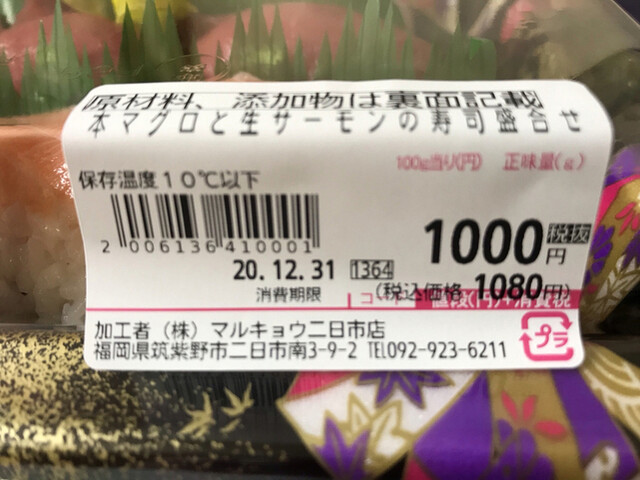 原材料、添加物は裏面記載
本マグロと生サーモンの寿司盛合せ
100g当り(円) 正味量(g)
保存温度10℃以下
2 006136 410001
1000円 税抜
20.12.31 1364
(税込価格 1080円)
消費期限
加工者(株)マルキョウ二日市店
福岡県筑紫野市二日市南3-9-2 TEL092-923-6211
プラ